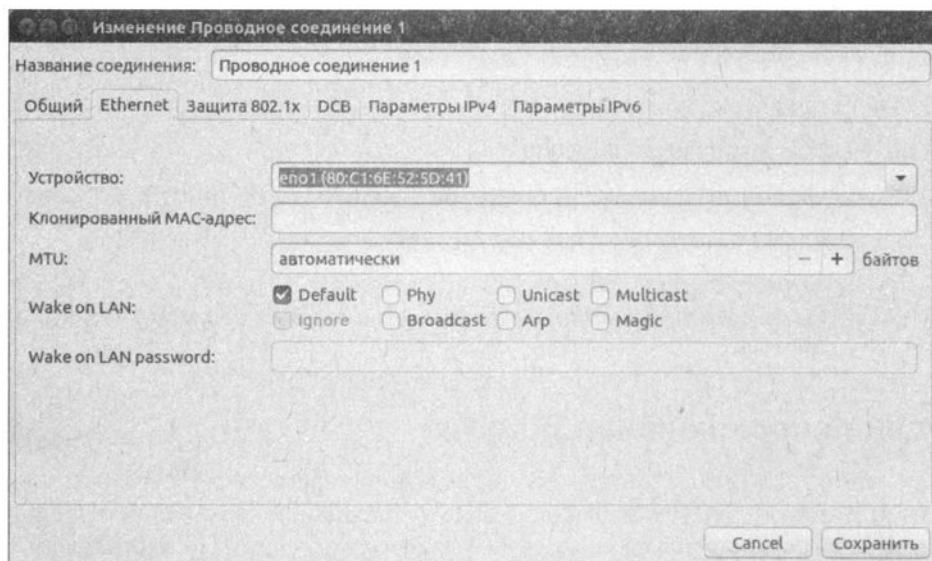 Изменение Проводное соединение 1
Название соединения: Проводное соединение 1
Общий Ethernet Защита 802.1x DCB Параметры IPv4 Параметры IPv6
Устройство: eno1 (80:C1:6E:52:5D:41)
Клонированный MAC-адрес:
MTU: автоматически − + байтов
Wake on LAN: Default Phy Unicast Multicast
Ignore Broadcast Arp Magic
Wake on LAN password:
Cancel Сохранить